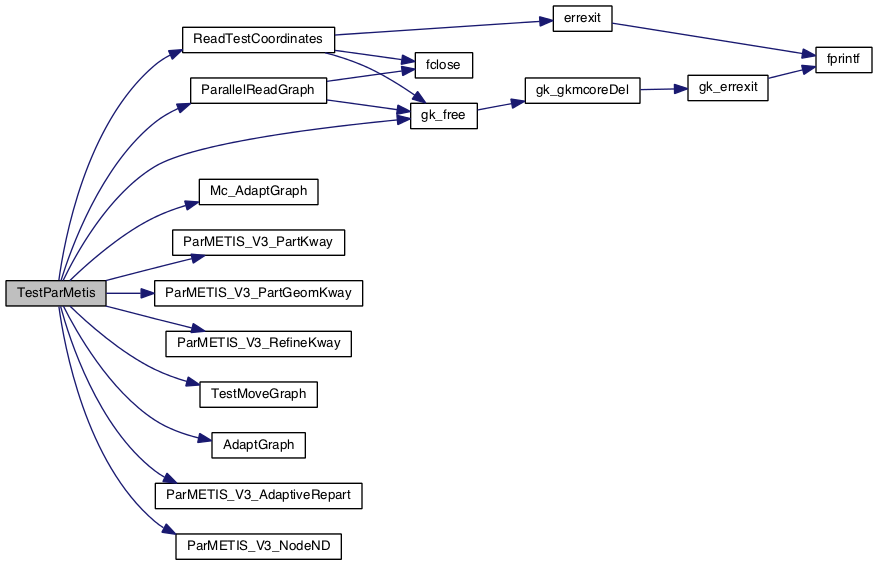 errexit
ReadTestCoordinates
fprintf
fclose
ParallelReadGraph
gk_gkmcoreDel
gk_errexit
gk_free
Mc_AdaptGraph
ParMETIS_V3_PartKway
TestParMetis
ParMETIS_V3_PartGeomKway
ParMETIS_V3_RefineKway
TestMoveGraph
AdaptGraph
ParMETIS_V3_AdaptiveRepart
ParMETIS_V3_NodeND